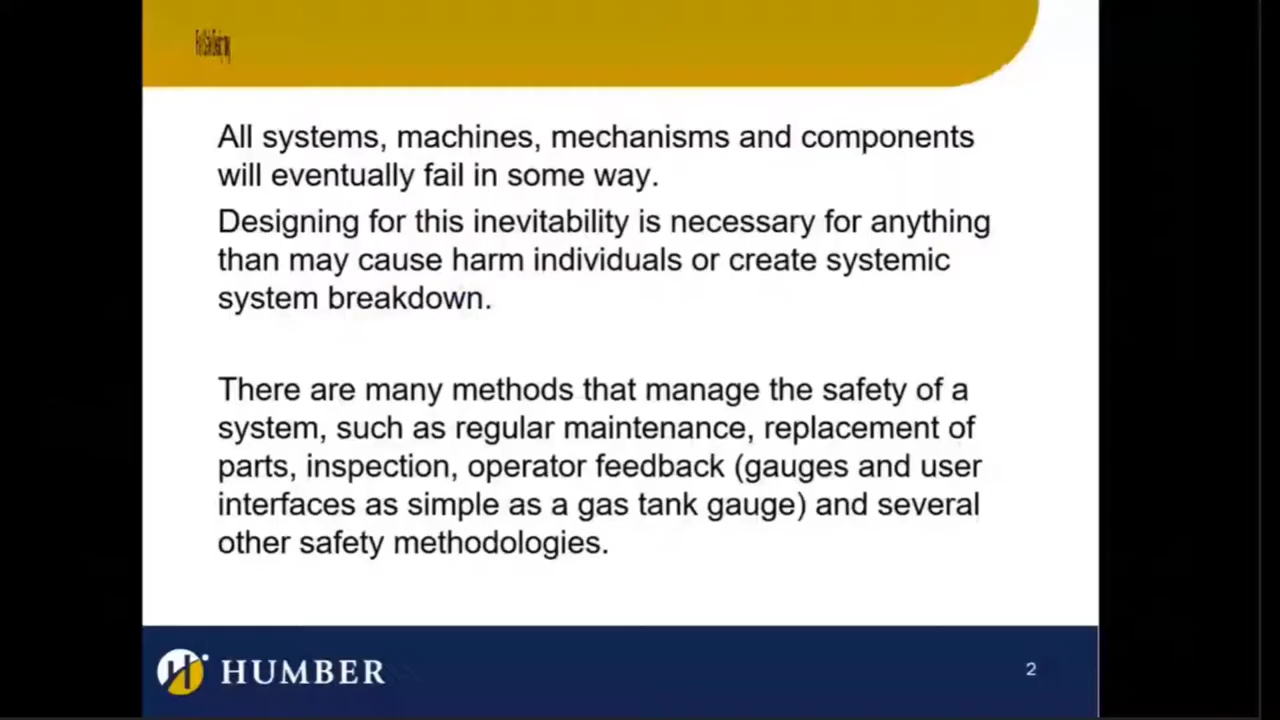 All systems, machines, mechanisms and components
will eventually fail in some way.
Designing for this inevitability is necessary for anything
than may cause harm individuals or create systemic
system breakdown.
There are many methods that manage the safety of a
system, such as regular maintenance, replacement of
parts, inspection, operator feedback (gauges and user
interfaces as simple as a gas tank gauge) and several
other safety methodologies.
HUMBER
2